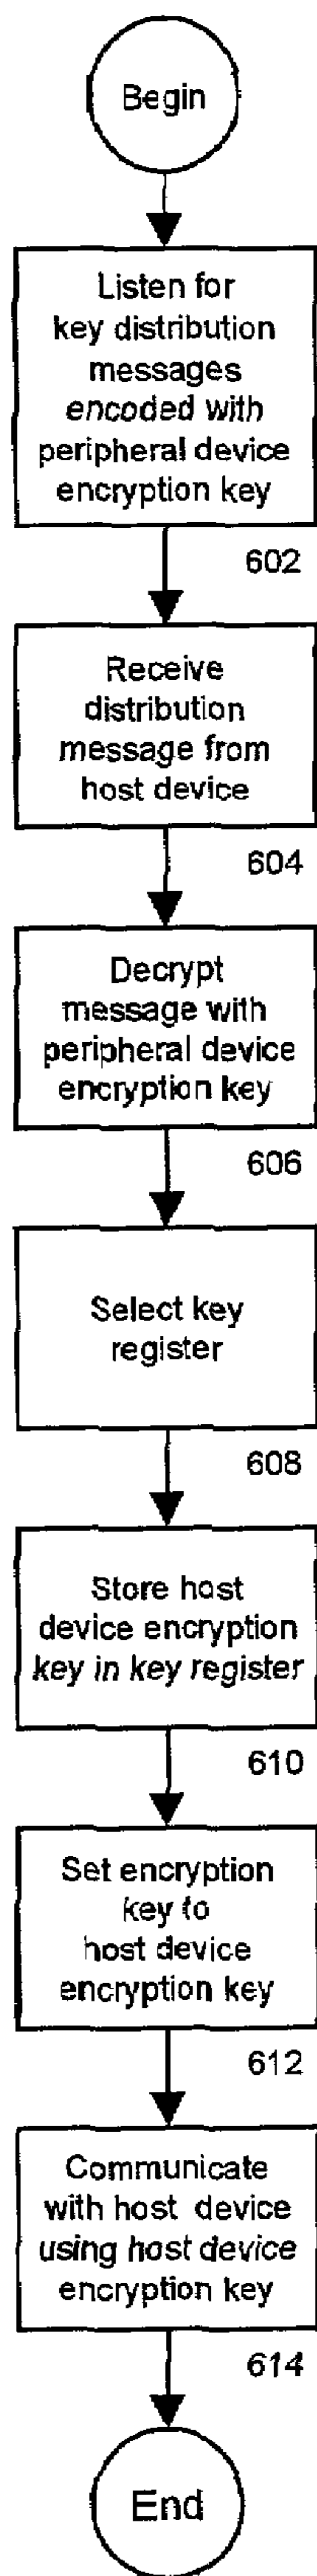 Begin
Listen for
key distribution
messages
encoded with
peripheral device
encryption key
602
Receive
distribution
message from
host device
604
Decrypt
message with
peripheral device
encryption key
606
Select key
register
608
Store host
device encryption
key in key register
610
Set encryption
key to
host device
encryption key
612
Communicate
with host device
using host device
encryption key
614
End